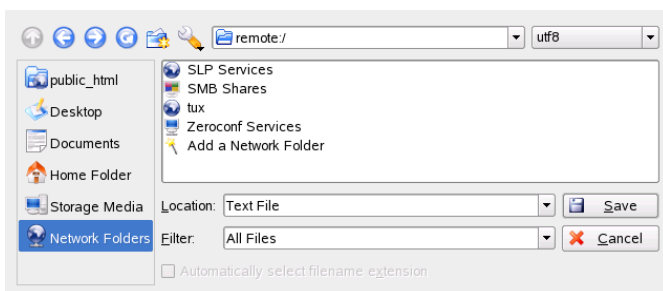 remote:/
utf8
public_html
Desktop
Documents
Home Folder
Storage Media
Network Folders
SLP Services
SMB Shares
tux
Zeroconf Services
Add a Network Folder
Location: Text File
Save
Filter: All Files
Cancel
Automatically select filename extension